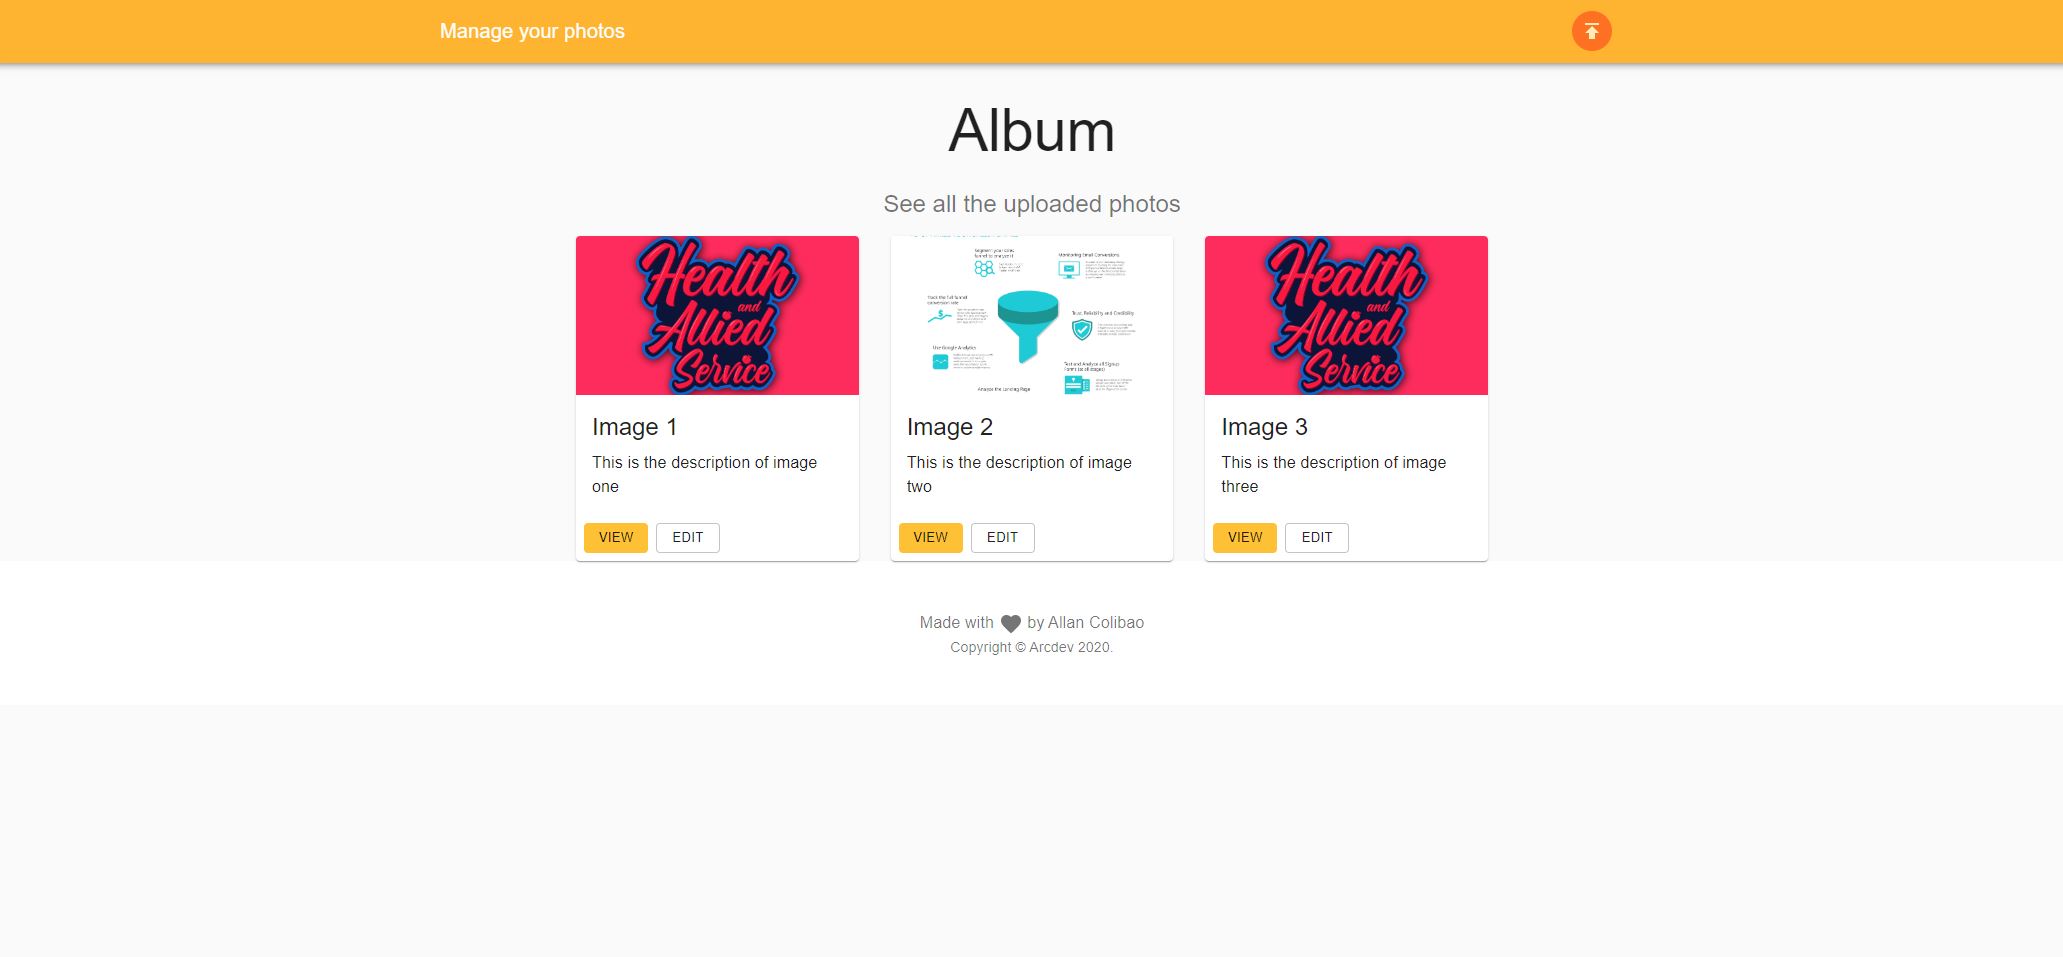 Manage your photos
Album
See all the uploaded photos
Health
and
Allied
Service
Segment your sales
funnel to analyze it
Monitoring Email Conversions
Track the full funnel
conversion rate
Trust, Reliability and Credibility
Use Google Analytics
Test and Analyze all Signup
Forms (at all stages)
Analyze the Landing Page
Health
and
Allied
Service
Image 1
Image 2
Image 3
This is the description of image
one
This is the description of image
two
This is the description of image
three
VIEW EDIT
VIEW EDIT
VIEW EDIT
Made with by Allan Colibao
Copyright © Arcdev 2020.